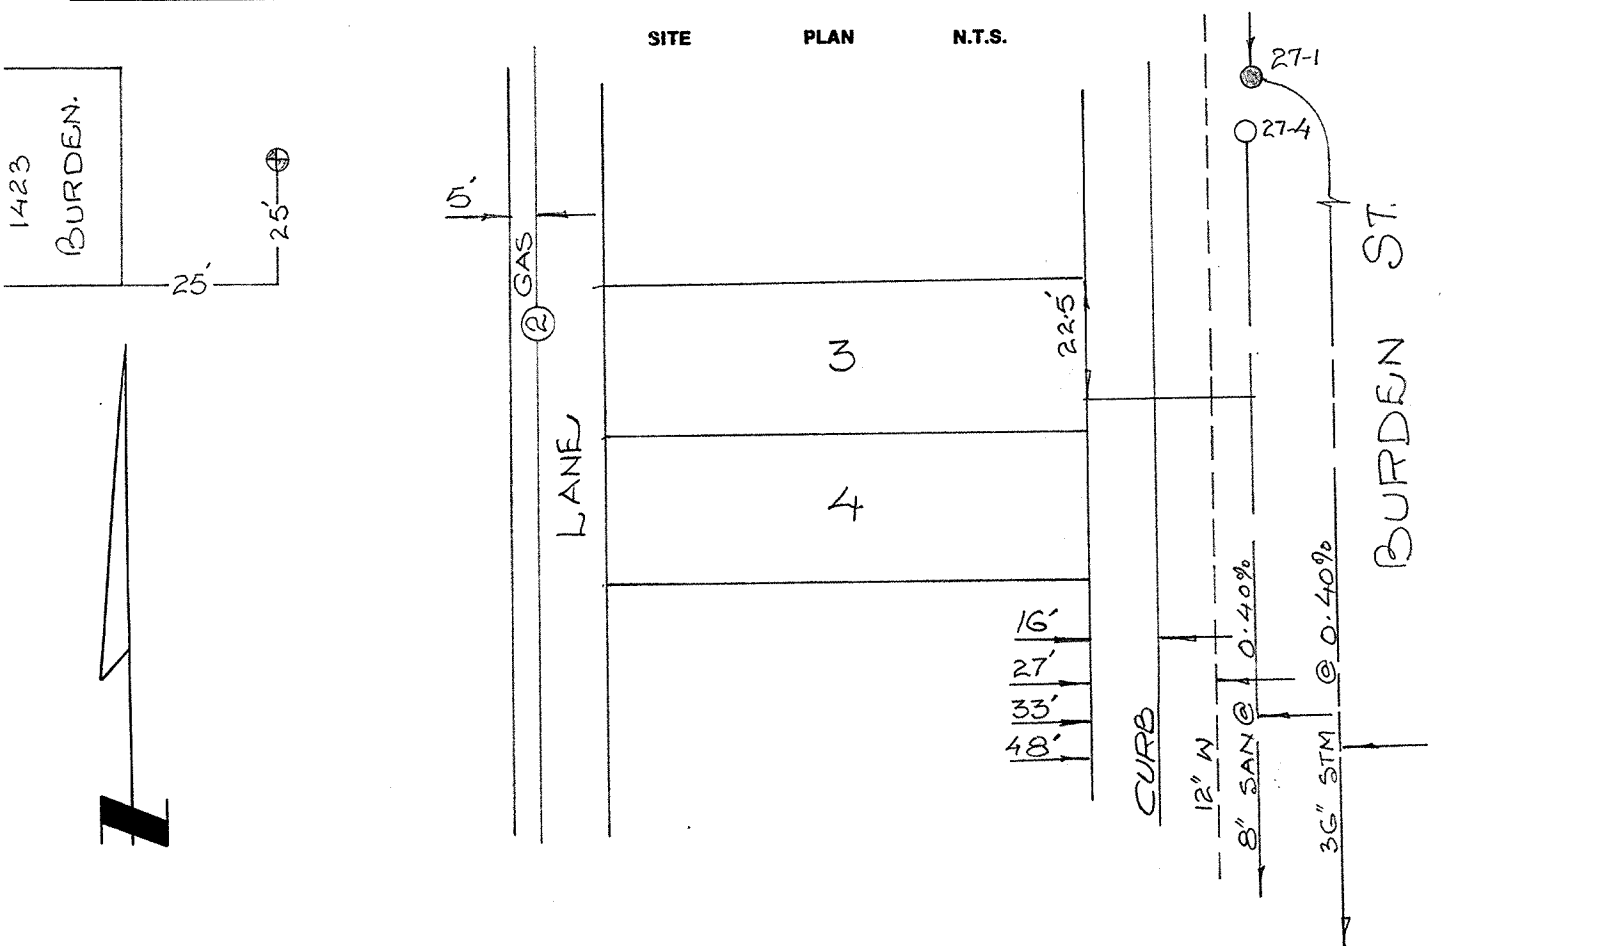 SITE PLAN N.T.S.
1423
BURDEN.
25'
25'
5'
GAS
2
LANE
3
4
22.5'
27-1
27-4
BURDEN ST.
16'
27'
33'
48'
CURB
12" W
8" SAN @ 0.40%
36" STM @ 0.40%
N